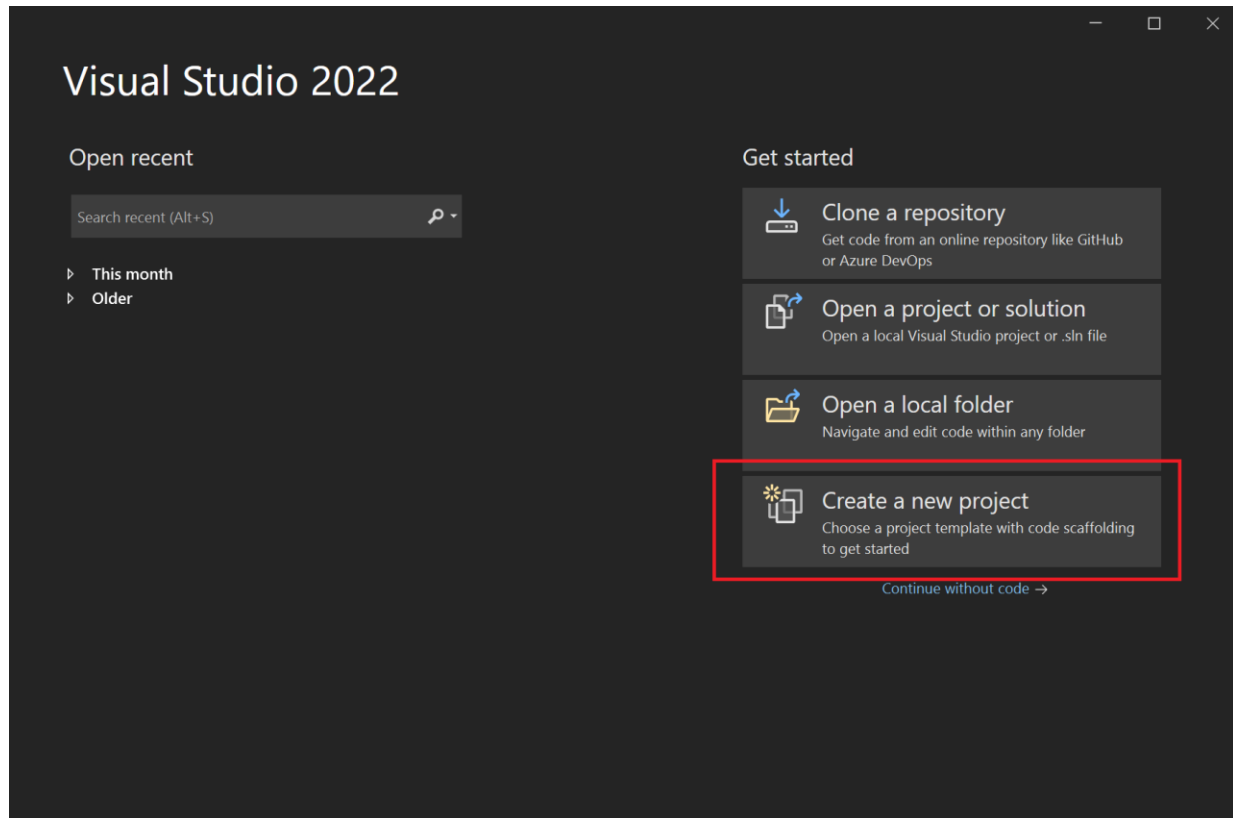 Visual Studio 2022
Open recent
Search recent (Alt+S)
This month
Older
Get started
Clone a repository
Get code from an online repository like GitHub
or Azure DevOps
Open a project or solution
Open a local Visual Studio project or .sln file
Open a local folder
Navigate and edit code within any folder
Create a new project
Choose a project template with code scaffolding
to get started
Continue without code →